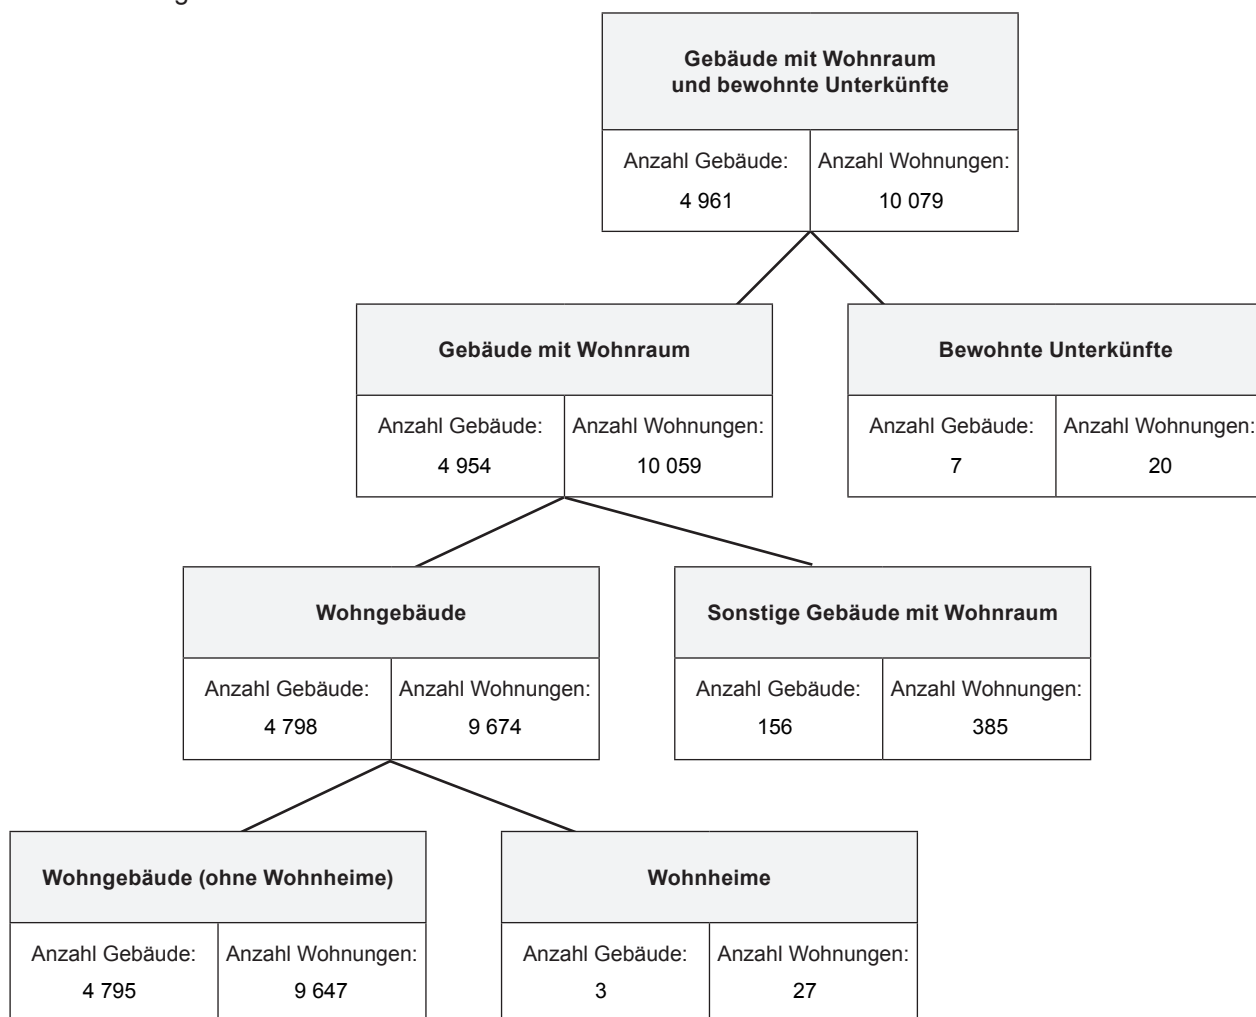 Gebäude mit Wohnraum
und bewohnte Unterkünfte
Anzahl Gebäude: Anzahl Wohnungen:
4 961 10 079
Gebäude mit Wohnraum Bewohnte Unterkünfte
Anzahl Gebäude: Anzahl Wohnungen: Anzahl Gebäude: Anzahl Wohnungen:
4 954 10 059 7 20
Wohngebäude Sonstige Gebäude mit Wohnraum
Anzahl Gebäude: Anzahl Wohnungen: Anzahl Gebäude: Anzahl Wohnungen:
4 798 9 674 156 385
Wohngebäude (ohne Wohnheime) Wohnheime
Anzahl Gebäude: Anzahl Wohnungen: Anzahl Gebäude: Anzahl Wohnungen:
4 795 9 647 3 27